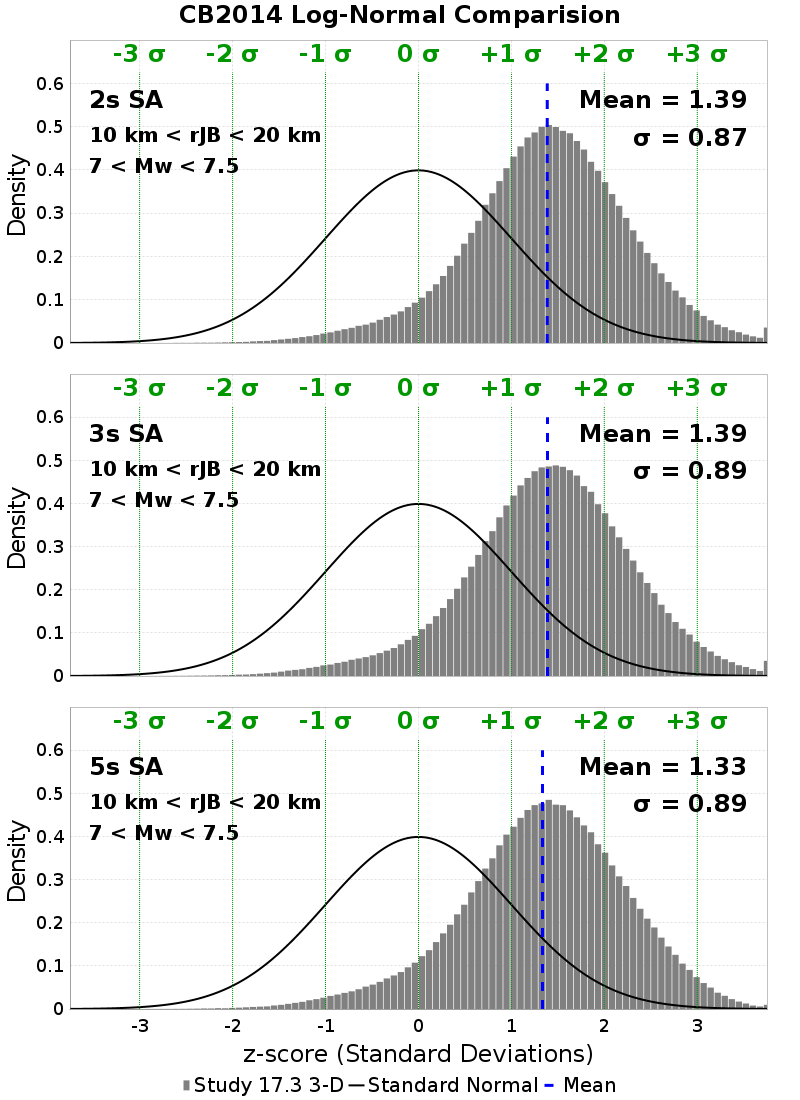 CB2014 Log-Normal Comparision
-3 σ -2 σ -1 σ 0 σ +1 σ +2 σ +3 σ
0.6
2s SA Mean = 1.39
0.5
10 km < rJB < 20 km σ = 0.87
7 < Mw < 7.5
0.4
0.3
0.2
0.1
0
Density
-3 σ -2 σ -1 σ 0 σ +1 σ +2 σ +3 σ
0.6
3s SA Mean = 1.39
0.5
10 km < rJB < 20 km σ = 0.89
7 < Mw < 7.5
0.4
0.3
0.2
0.1
0
Density
-3 σ -2 σ -1 σ 0 σ +1 σ +2 σ +3 σ
0.6
5s SA Mean = 1.33
0.5
10 km < rJB < 20 km σ = 0.89
7 < Mw < 7.5
0.4
0.3
0.2
0.1
0
Density
-3 -2 -1 0 1 2 3
z-score (Standard Deviations)
Study 17.3 3-D Standard Normal Mean